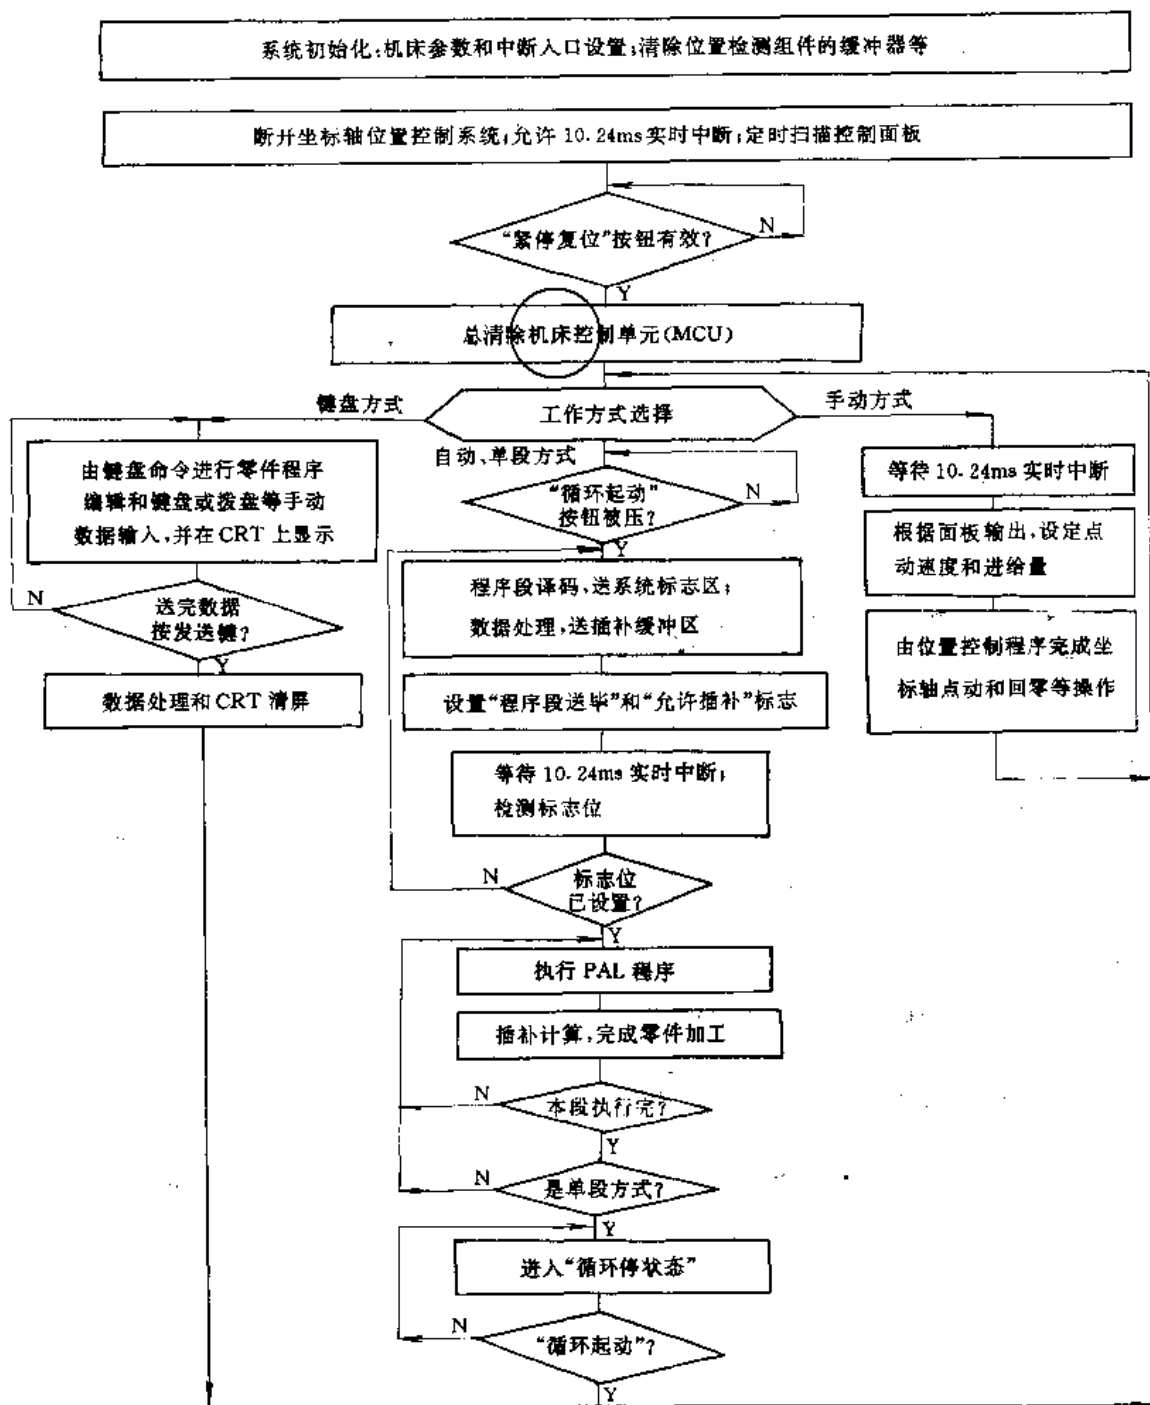 系统初始化;机床参数和中断入口设置;清除位置检测组件的缓冲器等
断开坐标轴位置控制系统;允许10.24ms实时中断;定时扫描控制面板
“紧停复位”按钮有效?
N
Y
总清除机床控制单元(MCU)
键盘方式
工作方式选择
手动方式
自动、单段方式
由键盘命令进行零件程序
编辑和键盘或拨盘等手动
数据输入,并在CRT上显示
N
送完数据
按发送键?
Y
数据处理和CRT清屏
“循环起动”
按钮被压?
N
Y
程序段译码,送系统标志区;
数据处理,送插补缓冲区
设置“程序段送毕”和“允许插补”标志
等待10.24ms实时中断;
检测标志位
N
标志位
已设置?
Y
执行PAL程序
插补计算,完成零件加工
N
本段执行完?
Y
N
是单段方式?
Y
进入“循环停状态”
N
“循环起动”?
Y
等待10.24ms实时中断
根据面板输出,设定点
动速度和进给量
由位置控制程序完成坐
标轴点动和回零等操作